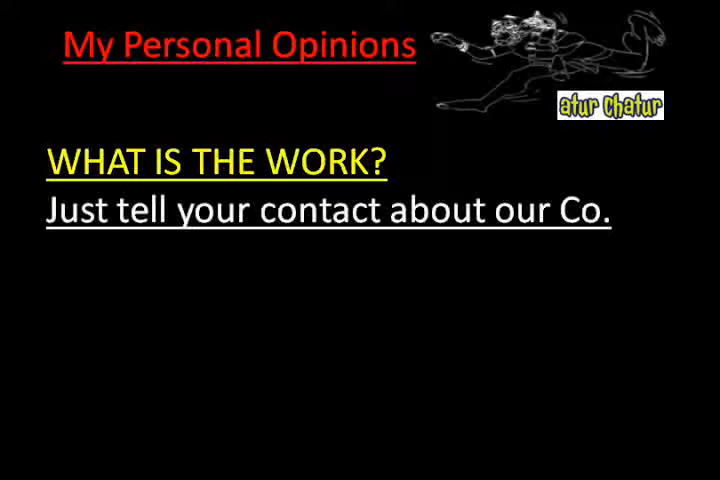 My Personal Opinions
atur chatur
WHAT IS THE WORK?
Just tell your contact about our Co.